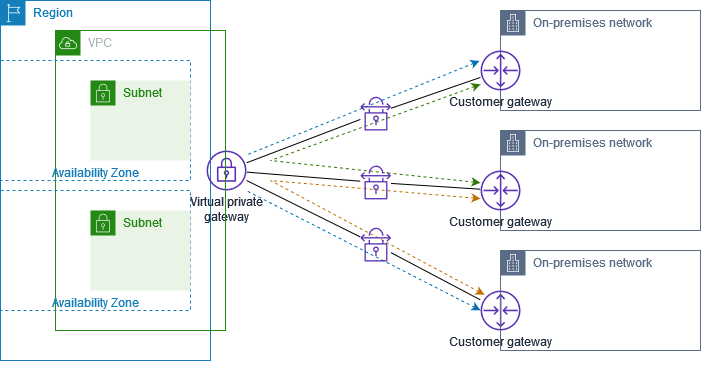 Region
On-premises network
VPC
Subnet
Customer gateway
On-premises network
Availability Zone
Virtual private
gateway
Subnet
Customer gateway
On-premises network
Availability Zone
Customer gateway